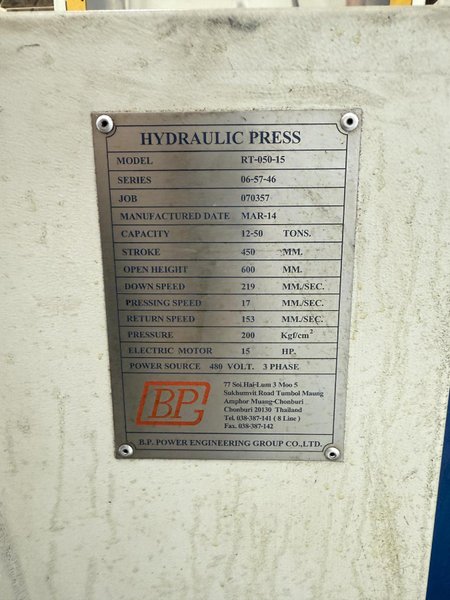 HYDRAULIC PRESS
MODEL RT-050-15
SERIES 06-57-46
JOB 070357
MANUFACTURED DATE MAR-14
CAPACITY 12-50 TONS.
STROKE 450 MM.
OPEN HEIGHT 600 MM.
DOWN SPEED 219 MM./SEC.
PRESSING SPEED 17 MM./SEC.
RETURN SPEED 153 MM./SEC.
PRESSURE 200 Kgf/cm²
ELECTRIC MOTOR 15 HP.
POWER SOURCE 480 VOLT. 3 PHASE
BP
77 Soi.Hai-Lum 3 Moo 5
Sukhumvit Road Tumbol Maung
Amphor Muang-Chonburi
Chonburi 20130 Thailand
Tel. 038-387-141 ( 8 Line )
Fax. 038-387-142
B.P. POWER ENGINEERING GROUP CO.,LTD.